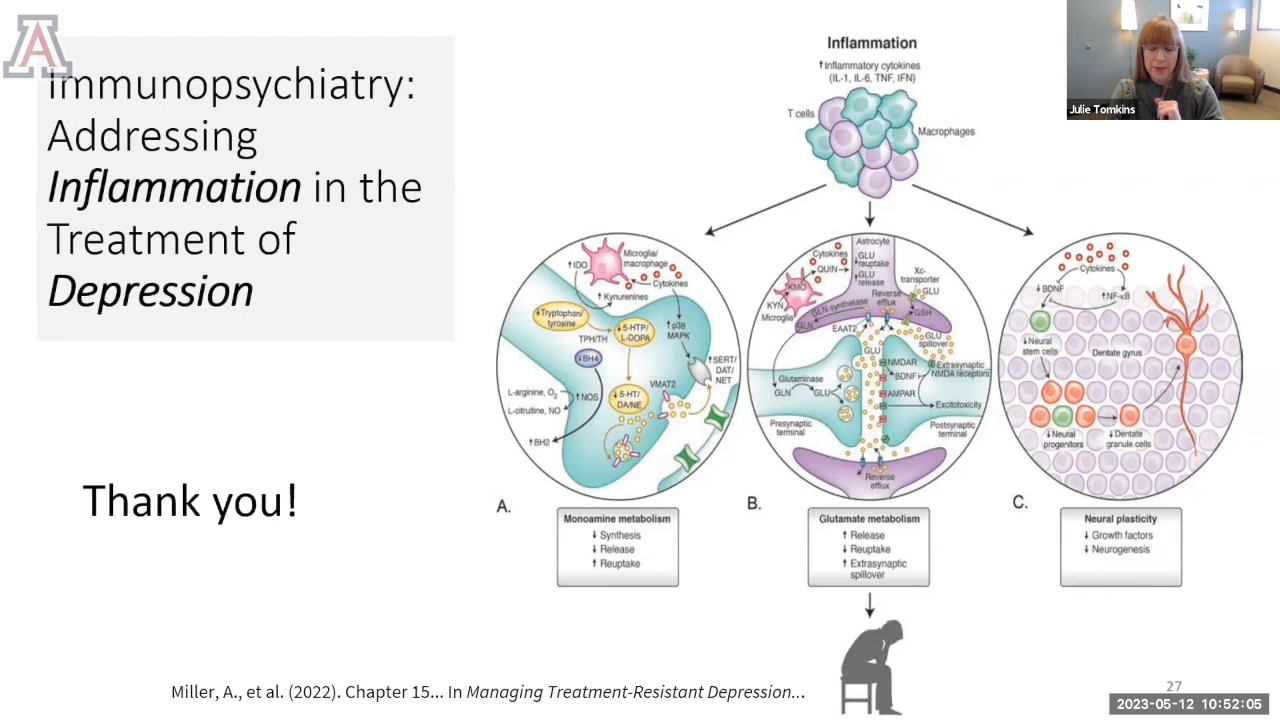 A
Immunopsychiatry:
Addressing
Inflammation in the
Treatment of
Depression
Thank you!
Julie Tomkins
Inflammation
↑Inflammatory cytokines
(IL-1, IL-6, TNF, IFN)
T cells
Macrophages
Microglia/
macrophage
↑IDO
Cytokines
↑ Kynurenines
↓Tryptophan/
tyrosine
TPH/TH
↓5-HTP/
L-DOPA
↑ p38
MAPK
↓BH4
↑SERT/
DAT/
NET
L-arginine, O2
↑NOS
L-citrulline, NO
↓ 5-HT/
DA/NE
VMAT2
↑BH2
A.
Monoamine metabolism
↓ Synthesis
↓ Release
↑ Reuptake
Astrocyte
Cytokines
QUIN
GLU
reuptake
↑GLU
release
Xc-
transporter
KMO
KYN
Microglia
Reverse
efflux
GLU
GSH
GLN synthetase
GLN
EAAT2
GLU
GLU
spillover
NMDAR
Extrasynaptic
NMDA receptors
BDNF
Glutaminase
GLN
GLU
AMPAR
Excitotoxicity
Presynaptic
terminal
Postsynaptic
terminal
Reverse
efflux
B.
Glutamate metabolism
↑ Release
↓ Reuptake
↑ Extrasynaptic
spillover
Cytokines
↓BDNF
↑NF-κB
↓Neural
stem cells
Dentate gyrus
↓Neural
progenitors
↓Dentate
granule cells
C.
Neural plasticity
↓ Growth factors
↓ Neurogenesis
Miller, A., et al. (2022). Chapter 15... In Managing Treatment-Resistant Depression...
27
2023-05-12 10:52:05